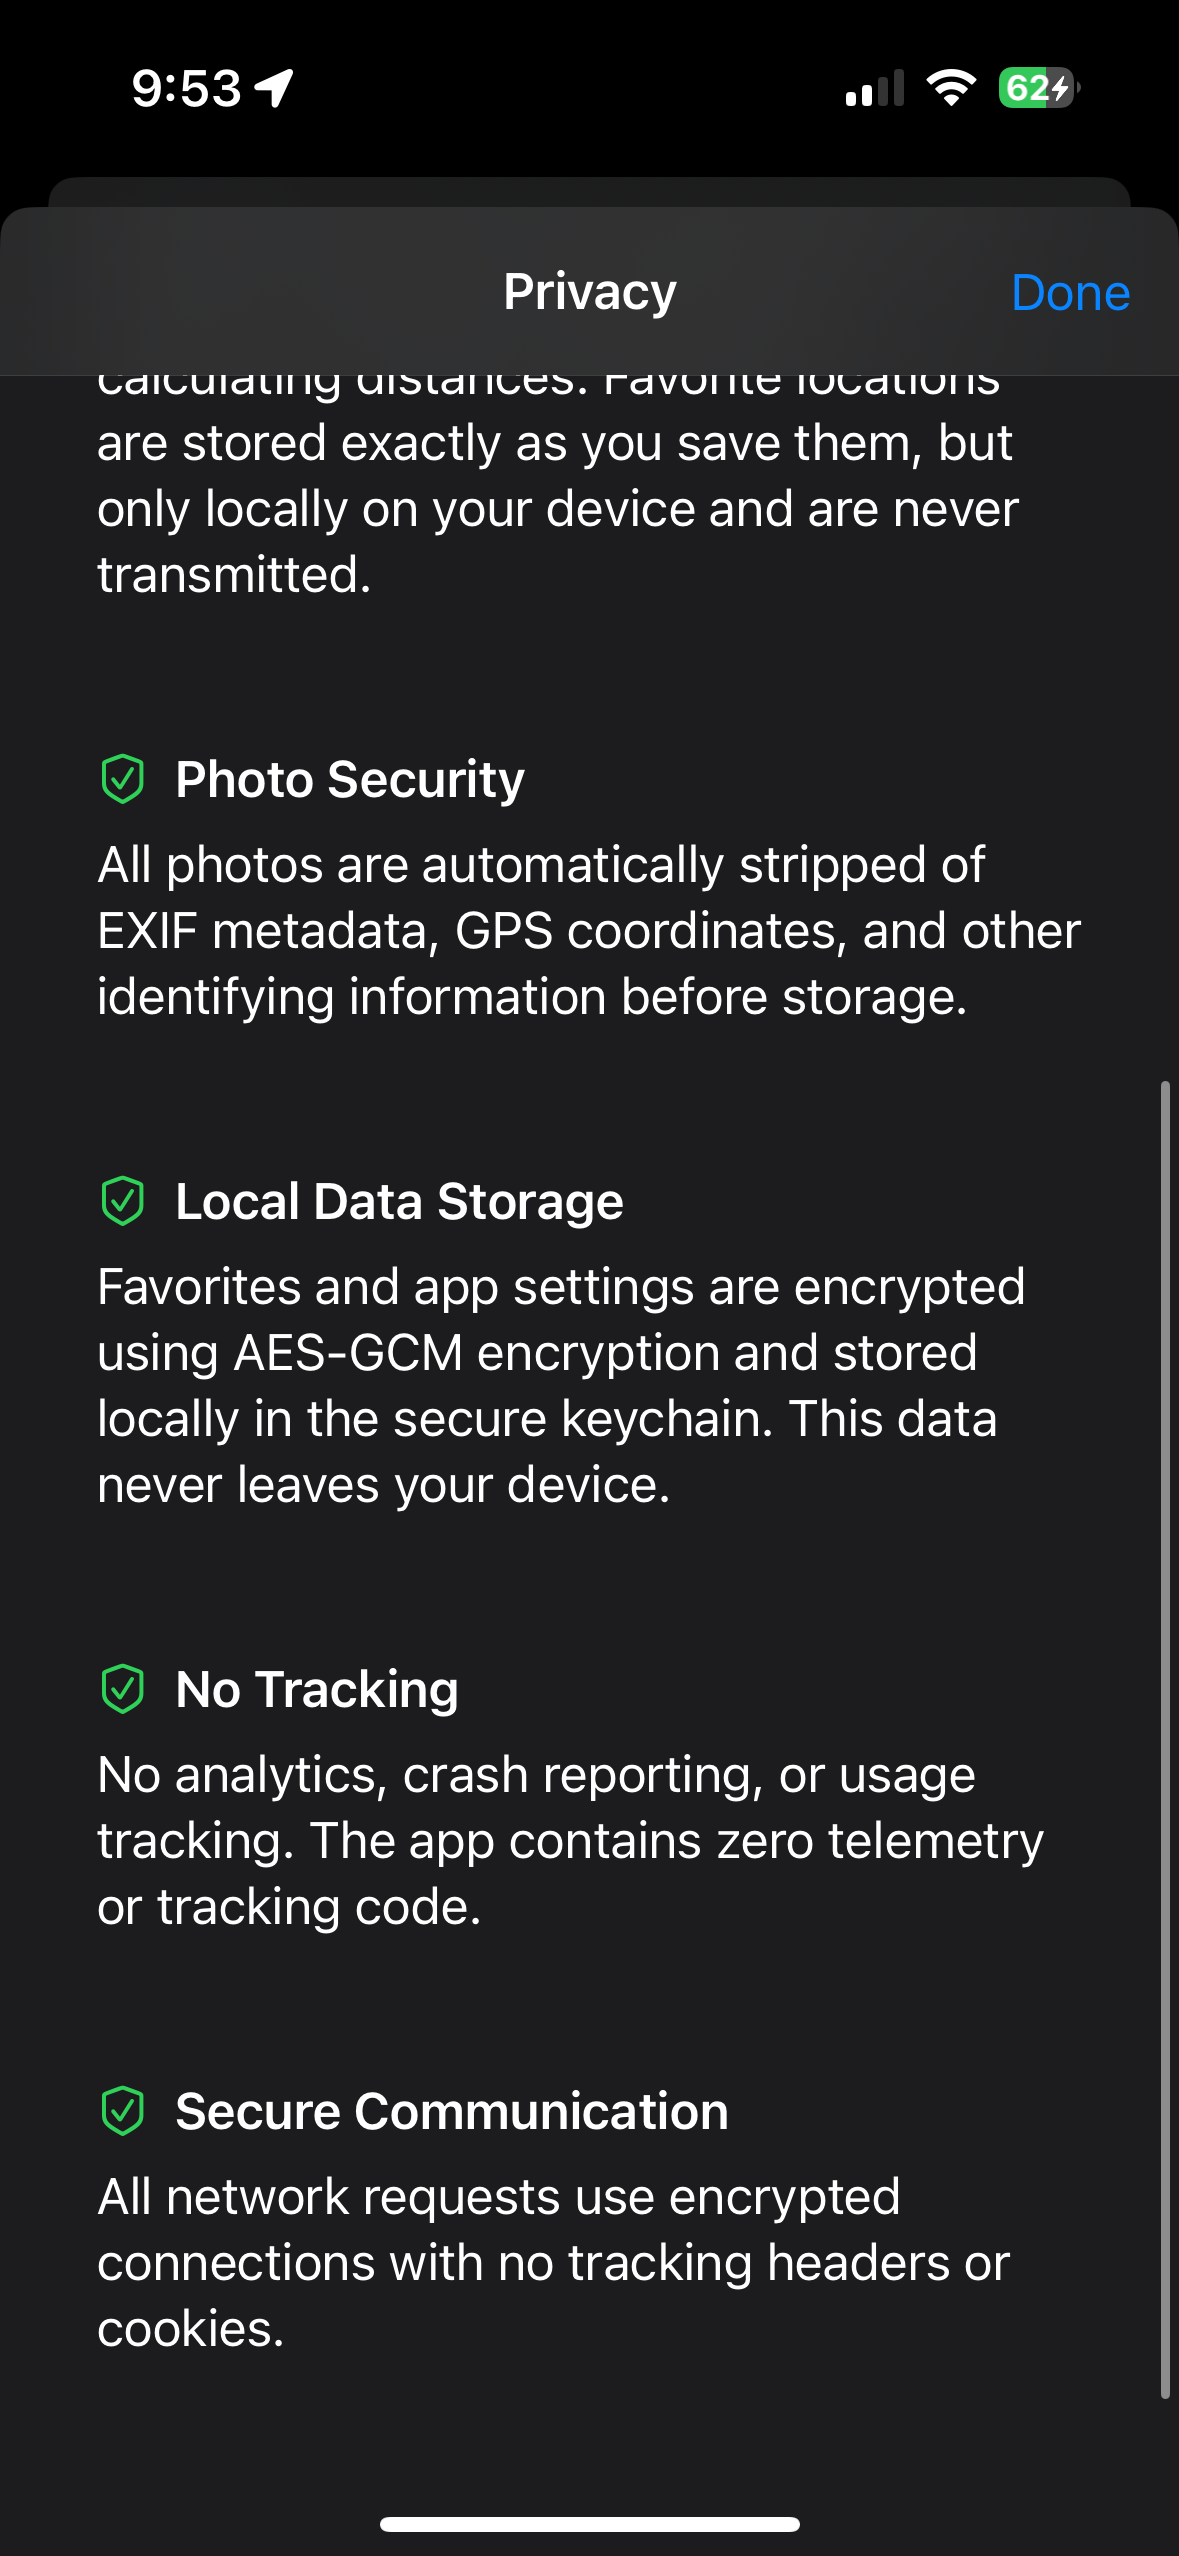 9:53
62
Privacy
Done
calculating distances. Favorite locations
are stored exactly as you save them, but
only locally on your device and are never
transmitted.
Photo Security
All photos are automatically stripped of
EXIF metadata, GPS coordinates, and other
identifying information before storage.
Local Data Storage
Favorites and app settings are encrypted
using AES-GCM encryption and stored
locally in the secure keychain. This data
never leaves your device.
No Tracking
No analytics, crash reporting, or usage
tracking. The app contains zero telemetry
or tracking code.
Secure Communication
All network requests use encrypted
connections with no tracking headers or
cookies.